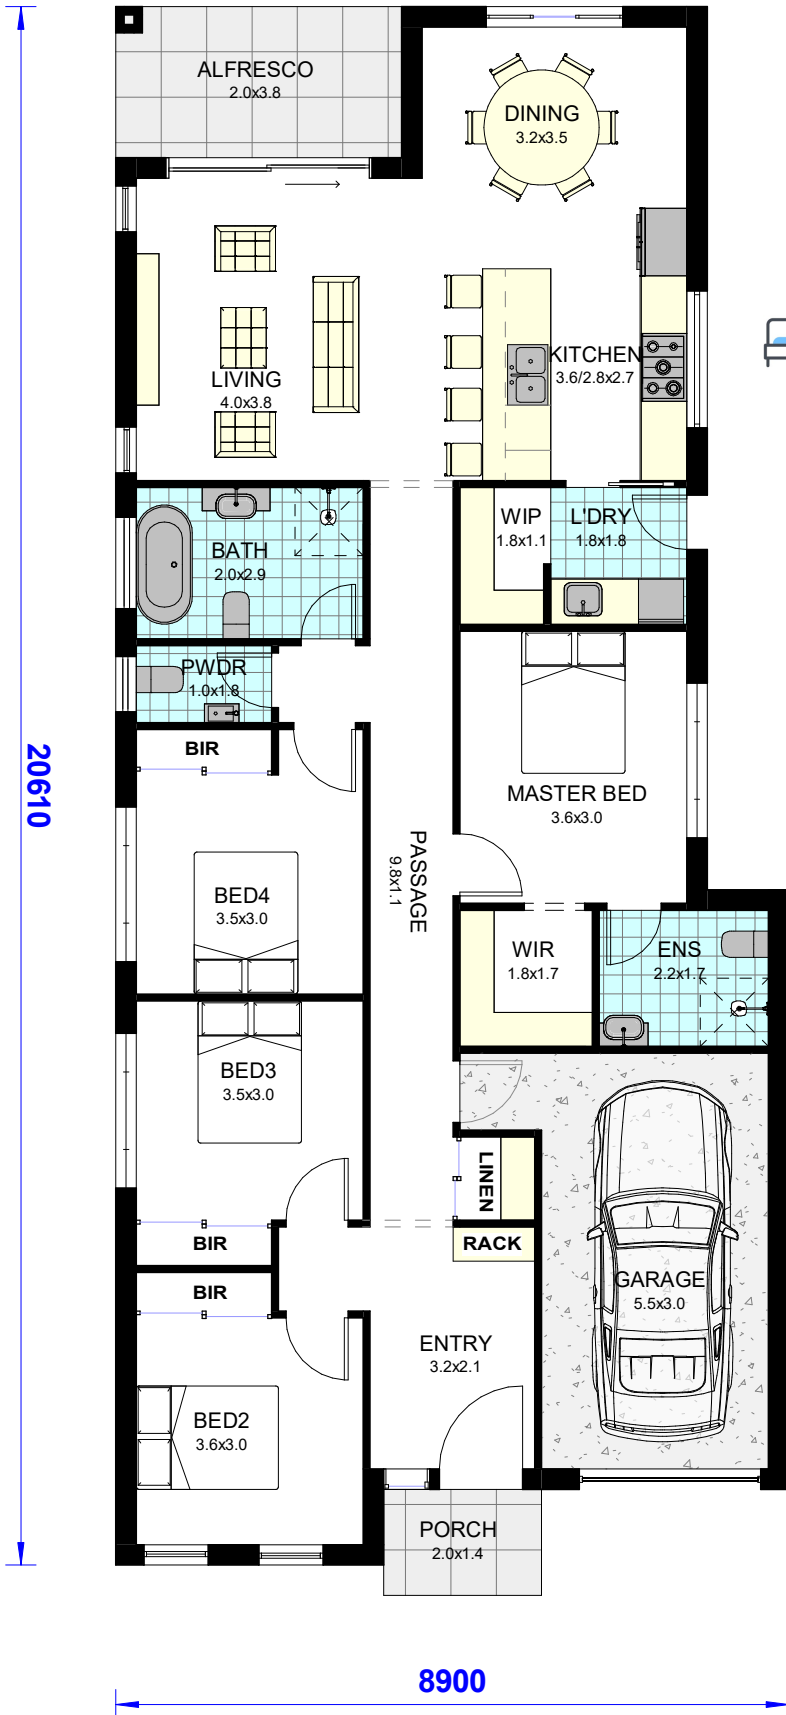 ALFRESCO
2.0x3.8
DINING
3.2x3.5
KITCHEN
3.6/2.8x2.7
LIVING
4.0x3.8
WIP
1.8x1.1
L'DRY
1.8x1.8
BATH
2.0x2.9
PWDR
1.0x1.8
BIR
MASTER BED
3.6x3.0
20610
PASSAGE
9.8x1.1
BED4
3.5x3.0
WIR
1.8x1.7
ENS
2.2x1.7
BED3
3.5x3.0
LINEN
BIR
RACK
BIR
GARAGE
5.5x3.0
ENTRY
3.2x2.1
BED2
3.6x3.0
PORCH
2.0x1.4
8900